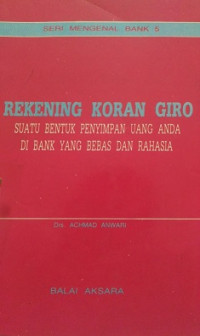 SERI MENGENAL BANK 5
REKENING KORAN GIRO
SUATU BENTUK PENYIMPAN UANG ANDA
DI BANK YANG BEBAS DAN RAHASIA
Drs. ACHMAD ANWARI
BALAI AKSARA